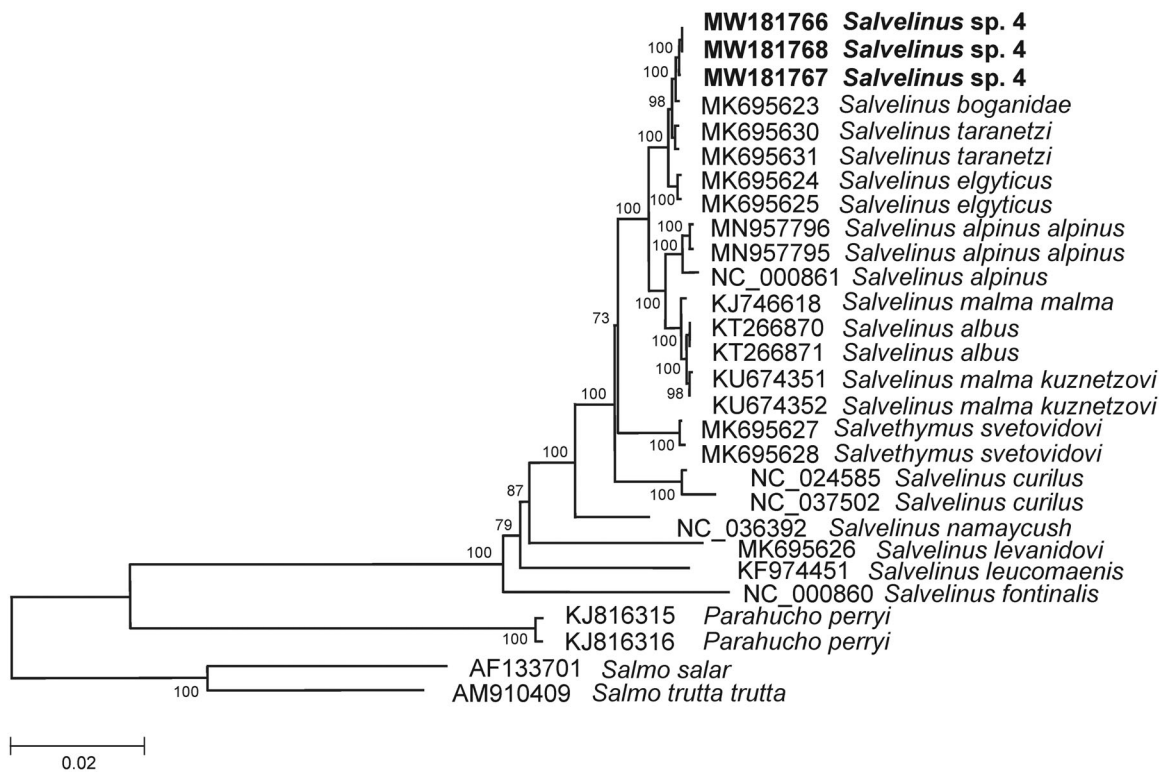 MW181766 Salvelinus sp. 4
100
MW181768 Salvelinus sp. 4
100
MW181767 Salvelinus sp. 4
98
MK695623 Salvelinus boganidae
100
MK695630 Salvelinus taranetzi
MK695631 Salvelinus taranetzi
MK695624 Salvelinus elgyticus
100
MK695625 Salvelinus elgyticus
100
100
MN957796 Salvelinus alpinus alpinus
100
MN957795 Salvelinus alpinus alpinus
NC_000861 Salvelinus alpinus
100
KJ746618 Salvelinus malma malma
73
KT266870 Salvelinus albus
100
KT266871 Salvelinus albus
100
KU674351 Salvelinus malma kuznetzovi
98
KU674352 Salvelinus malma kuznetzovi
100
MK695627 Salvethymus svetovidovi
100
MK695628 Salvethymus svetovidovi
100
NC_024585 Salvelinus curilus
100
NC_037502 Salvelinus curilus
87
NC_036392 Salvelinus namaycush
79
MK695626 Salvelinus levanidovi
100
KF974451 Salvelinus leucomaenis
NC_000860 Salvelinus fontinalis
KJ816315 Parahucho perryi
100
KJ816316 Parahucho perryi
AF133701 Salmo salar
100
AM910409 Salmo trutta trutta
0.02